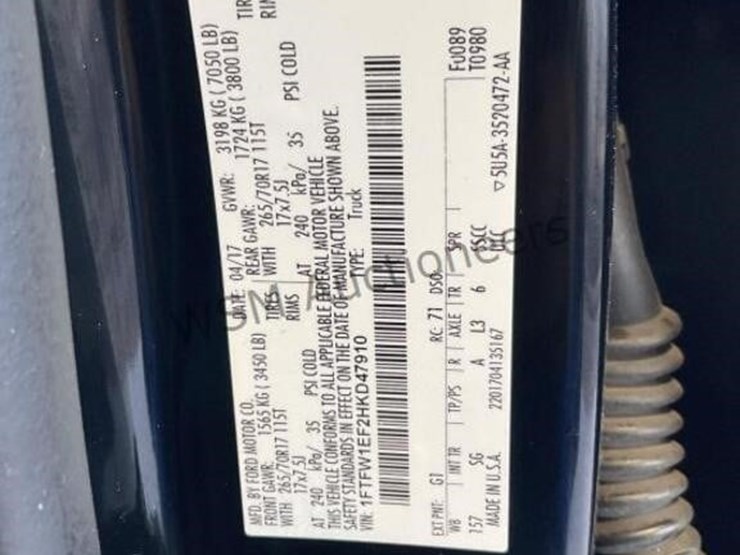 MFD. BY FORD MOTOR CO.
DATE: 04/17 GVWR: 3198 KG ( 7050 LB)
FRONT GAWR: 1565 KG ( 3450 LB) REAR GAWR: 1724 KG ( 3800 LB)
WITH 265/70R17 115T TIRES WITH 265/70R17 115T TIR
17x7.5J RIMS 17x7.5J RI
AT 240 kPa/ 35 PSI COLD AT 240 kPa/ 35 PSI COLD
THIS VEHICLE CONFORMS TO ALL APPLICABLE FEDERAL MOTOR VEHICLE
SAFETY STANDARDS IN EFFECT ON THE DATE OF MANUFACTURE SHOWN ABOVE.
VIN: 1FTFW1EF2HKD47910 TYPE: Truck
EXT PNT: G1 RC: 71 DSO: F0089
WB INT TR TP/PS R AXLE TR SPR T0980
157 SG A L3 6 SSCC
MADE IN U.S.A. 2201704135167 ▽5U5A-3520472-AA
WSM Auctioneers